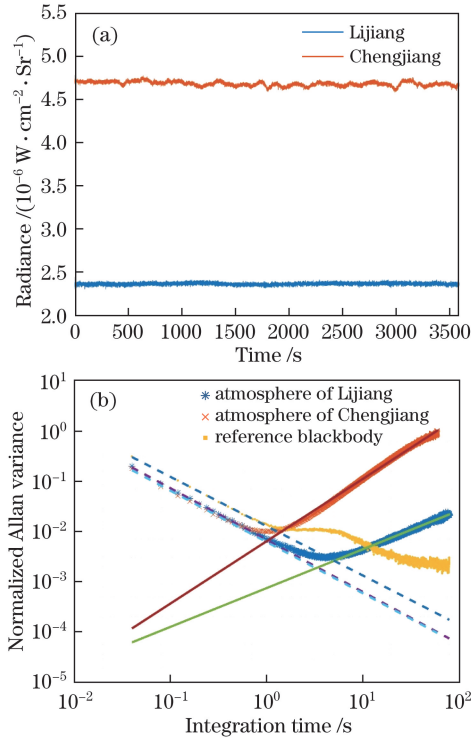 5.5
(a)
Lijiang
5.0
Chengjiang
4.5
4.0
3.5
3.0
2.5
2.0
Radiance /(10⁻⁶ W·cm⁻²·Sr⁻¹)
0 500 1000 1500 2000 2500 3000 3500
Time /s
10¹
(b)
atmosphere of Lijiang
atmosphere of Chengjiang
10⁰
reference blackbody
10⁻¹
10⁻²
10⁻³
10⁻⁴
10⁻⁵
Normalized Allan variance
10⁻² 10⁻¹ 10⁰ 10¹ 10²
Integration time /s